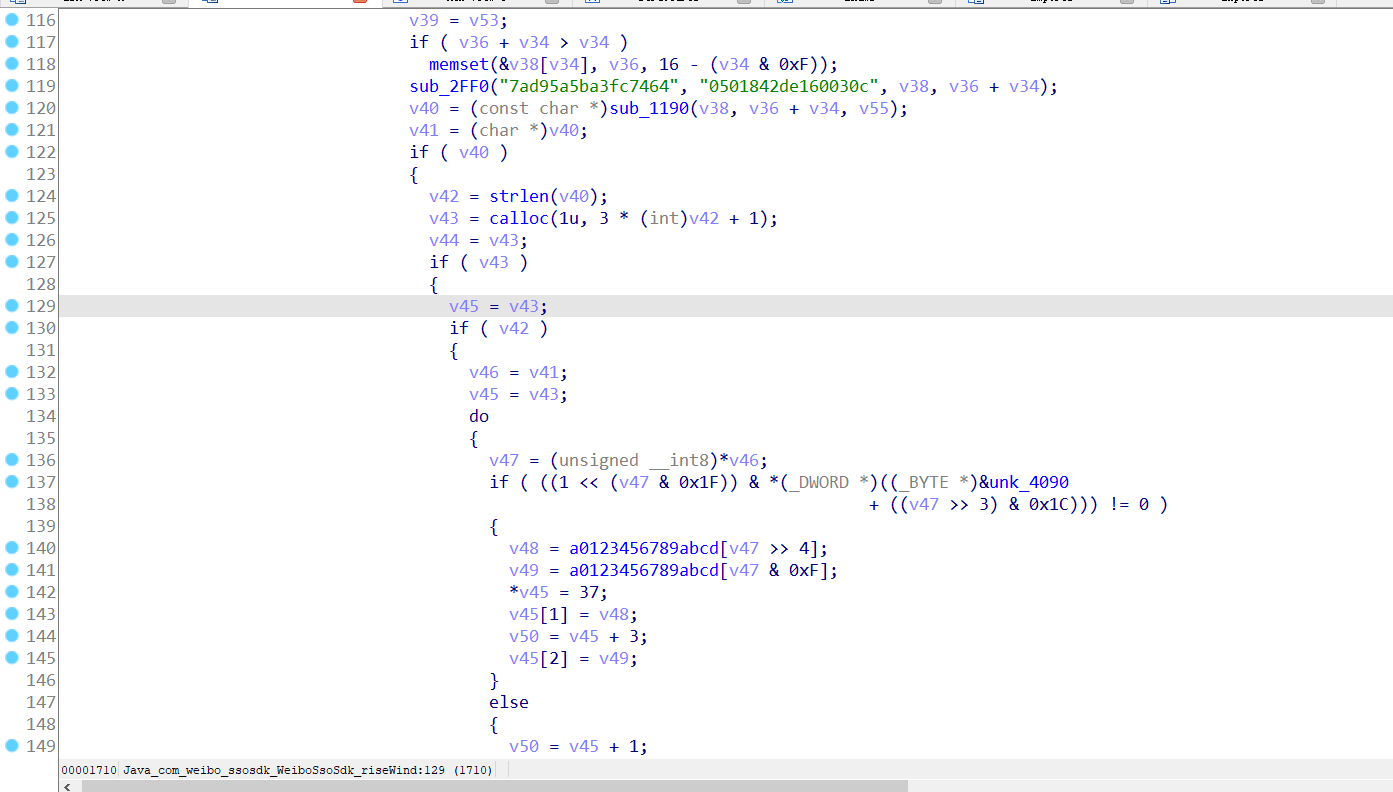 116 v39 = v53;
117 if ( v36 + v34 > v34 )
118 memset(&v38[v34], v36, 16 - (v34 & 0xF));
119 sub_2FF0("7ad95a5ba3fc7464", "0501842de160030c", v38, v36 + v34);
120 v40 = (const char *)sub_1190(v38, v36 + v34, v55);
121 v41 = (char *)v40;
122 if ( v40 )
123 {
124 v42 = strlen(v40);
125 v43 = calloc(1u, 3 * (int)v42 + 1);
126 v44 = v43;
127 if ( v43 )
128 {
129 v45 = v43;
130 if ( v42 )
131 {
132 v46 = v41;
133 v45 = v43;
134 do
135 {
136 v47 = (unsigned __int8)*v46;
137 if ( ((1 << (v47 & 0x1F)) & *(_DWORD *)((_BYTE *)&unk_4090
138 + ((v47 >> 3) & 0x1C))) != 0 )
139 {
140 v48 = a0123456789abcd[v47 >> 4];
141 v49 = a0123456789abcd[v47 & 0xF];
142 *v45 = 37;
143 v45[1] = v48;
144 v50 = v45 + 3;
145 v45[2] = v49;
146 }
147 else
148 {
149 v50 = v45 + 1;
00001710 Java_com_weibo_ssosdk_WeiboSsoSdk_riseWind:129 (1710)